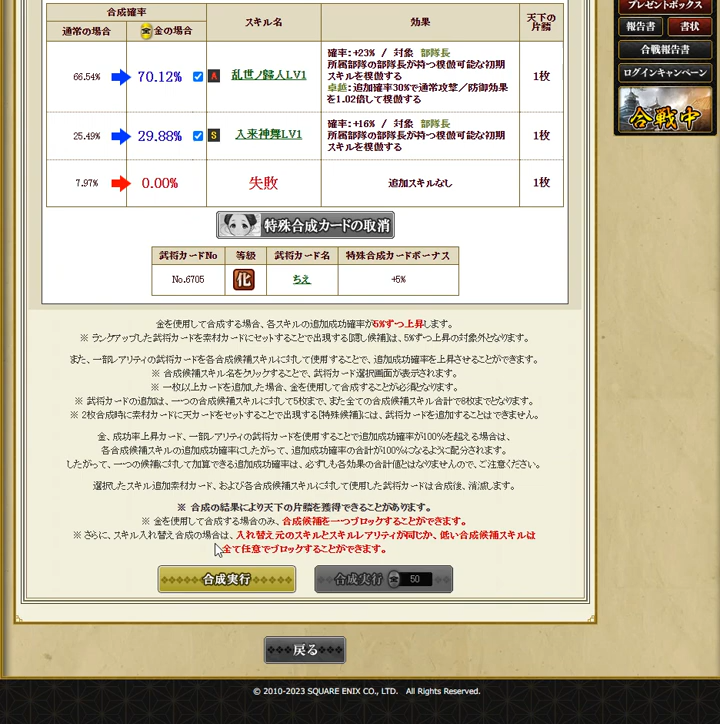 合成確率 スキル名 効果 天下の片鱗
通常の場合 金の場合
66.54% 70.12% A 乱世ノ歸人LV1 確率:+23% / 対象 部隊長 1枚
所属部隊の部隊長が持つ模倣可能な初期
スキルを模倣する
卓越:追加確率30%で通常攻撃/防御効果
を1.02倍して模倣する
25.49% 29.88% S 入来神舞LV1 確率:+16% / 対象 部隊長 1枚
所属部隊の部隊長が持つ模倣可能な初期
スキルを模倣する
7.97% 0.00% 失敗 追加スキルなし 1枚
特殊合成カードの取消
武将カードNo 等級 武将カード名 特殊合成カードボーナス
No.6705 化 ちえ +5%
金を使用して合成する場合、各スキルの追加成功確率が5%ずつ上昇します。
※ ランクアップした武将カードを素材カードにセットすることで出現する[隠し候補]は、5%ずつ上昇の対象外となります。
また、一部レアリティの武将カードを各合成候補スキルに対して使用することで、追加成功確率を上昇させることができます。
※ 合成候補スキル名をクリックすることで、武将カード選択画面が表示されます。
※ 一枚以上カードを追加した場合、金を使用して合成することが必須となります。
※ 武将カードの追加は、一つの合成候補スキルに対して5枚まで、また全ての合成候補スキル合計で8枚までとなります。
※ 2枚合成時に素材カードに天カードをセットすることで出現する[特殊候補]には、武将カードを追加することはできません。
金、成功率上昇カード、一部レアリティの武将カードを使用することで追加成功確率が100%を超える場合は、
各合成候補スキルの追加成功確率にしたがって、追加成功確率の合計が100%になるように配分されます。
したがって、一つの候補に対して加算できる追加成功確率は、必ずしも各効果の合計値とはなりませんので、ご注意ください。
選択したスキル追加素材カード、および各合成候補スキルに対して使用した武将カードは合成後、消滅します。
※ 合成の結果により天下の片鱗を獲得できることがあります。
※ 金を使用して合成する場合のみ、合成候補を一つブロックすることができます。
※ さらに、スキル入れ替え合成の場合は、入れ替え元のスキルとスキルレアリティが同じか、低い合成候補スキルは
全て任意でブロックすることができます。
合成実行 合成実行 金 50
戻る
© 2010-2023 SQUARE ENIX CO., LTD. All Rights Reserved.
プレゼントボックス
報告書 書状
合戦報告書
ログインキャンペーン
合戦中